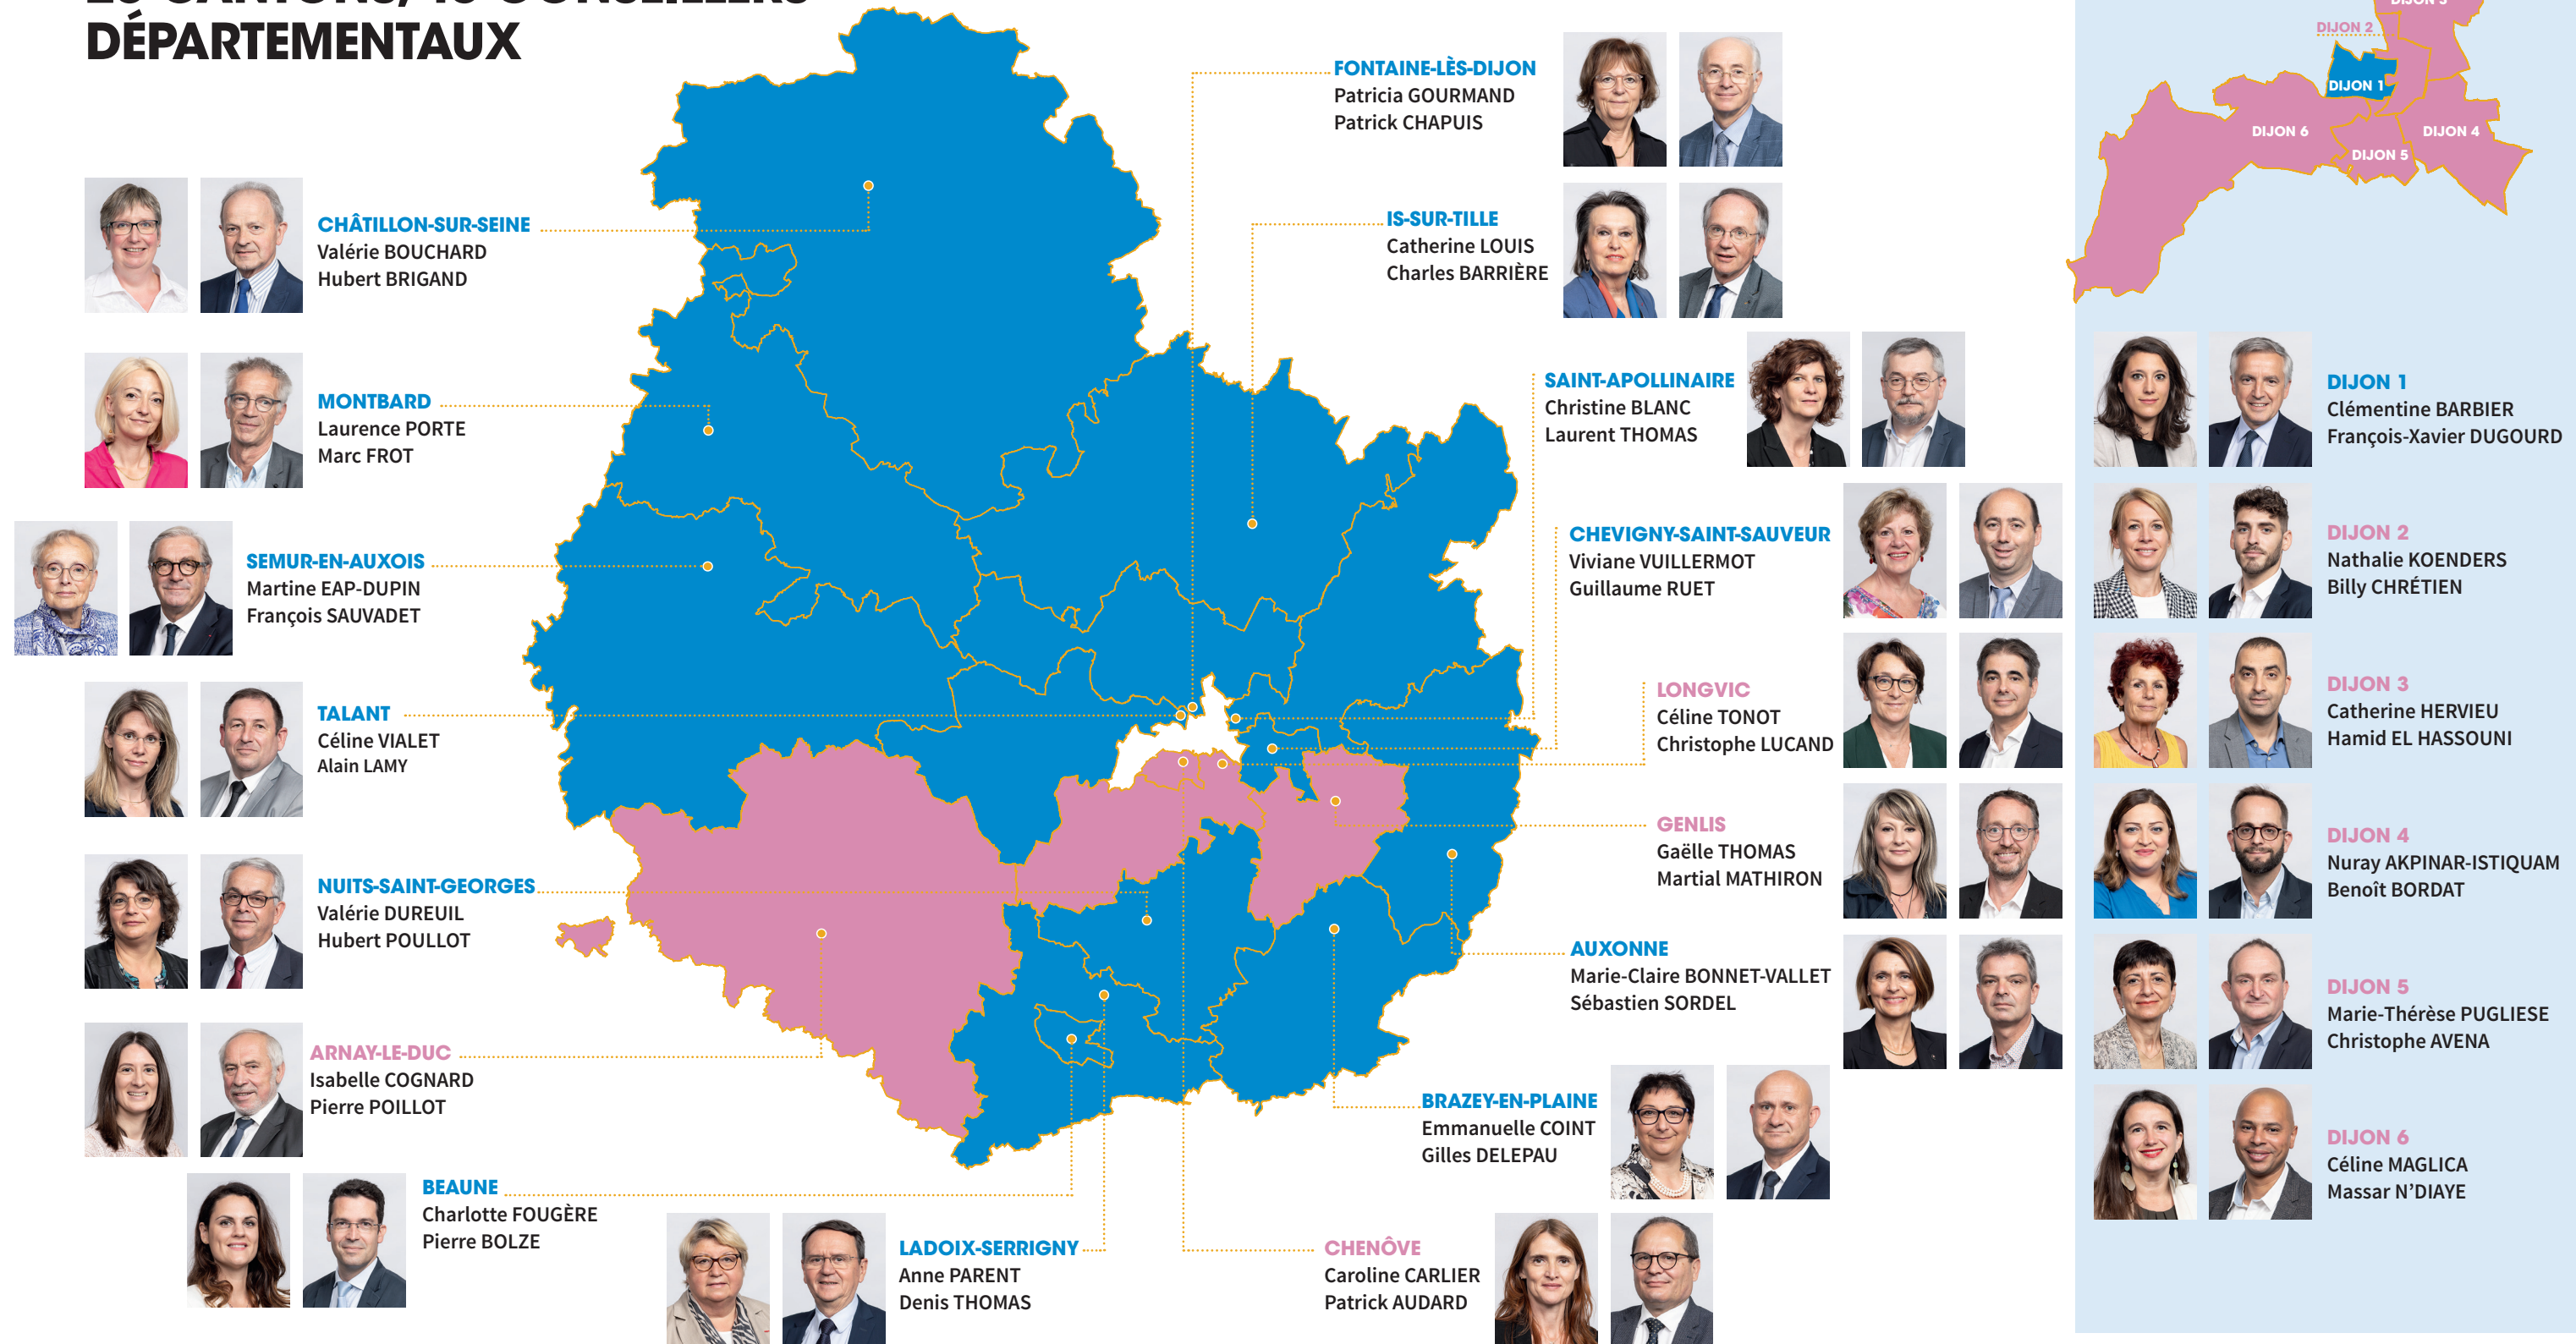 DÉPARTEMENTAUX
CHÂTILLON-SUR-SEINE
Valérie BOUCHARD
Hubert BRIGAND
MONTBARD
Laurence PORTE
Marc FROT
SEMUR-EN-AUXOIS
Martine EAP-DUPIN
François SAUVADET
TALANT
Céline VIALET
Alain LAMY
NUITS-SAINT-GEORGES
Valérie DUREUIL
Hubert POULLOT
ARNAY-LE-DUC
Isabelle COGNARD
Pierre POILLOT
BEAUNE
Charlotte FOUGÈRE
Pierre BOLZE
LADOIX-SERRIGNY
Anne PARENT
Denis THOMAS
FONTAINE-LÈS-DIJON
Patricia GOURMAND
Patrick CHAPUIS
IS-SUR-TILLE
Catherine LOUIS
Charles BARRIÈRE
SAINT-APOLLINAIRE
Christine BLANC
Laurent THOMAS
CHEVIGNY-SAINT-SAUVEUR
Viviane VUILLERMOT
Guillaume RUET
LONGVIC
Céline TONOT
Christophe LUCAND
GENLIS
Gaëlle THOMAS
Martial MATHIRON
AUXONNE
Marie-Claire BONNET-VALLET
Sébastien SORDEL
BRAZEY-EN-PLAINE
Emmanuelle COINT
Gilles DELEPAU
CHENÔVE
Caroline CARLIER
Patrick AUDARD
DIJON 3
DIJON 2
DIJON 1
DIJON 6
DIJON 4
DIJON 5
DIJON 1
Clémentine BARBIER
François-Xavier DUGOURD
DIJON 2
Nathalie KOENDERS
Billy CHRÉTIEN
DIJON 3
Catherine HERVIEU
Hamid EL HASSOUNI
DIJON 4
Nuray AKPINAR-ISTIQUAM
Benoît BORDAT
DIJON 5
Marie-Thérèse PUGLIESE
Christophe AVENA
DIJON 6
Céline MAGLICA
Massar N’DIAYE